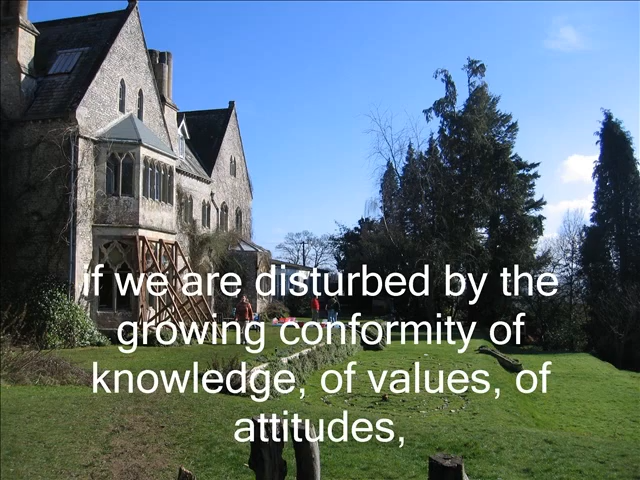 if we are disturbed by the
growing conformity of
knowledge, of values, of
attitudes,